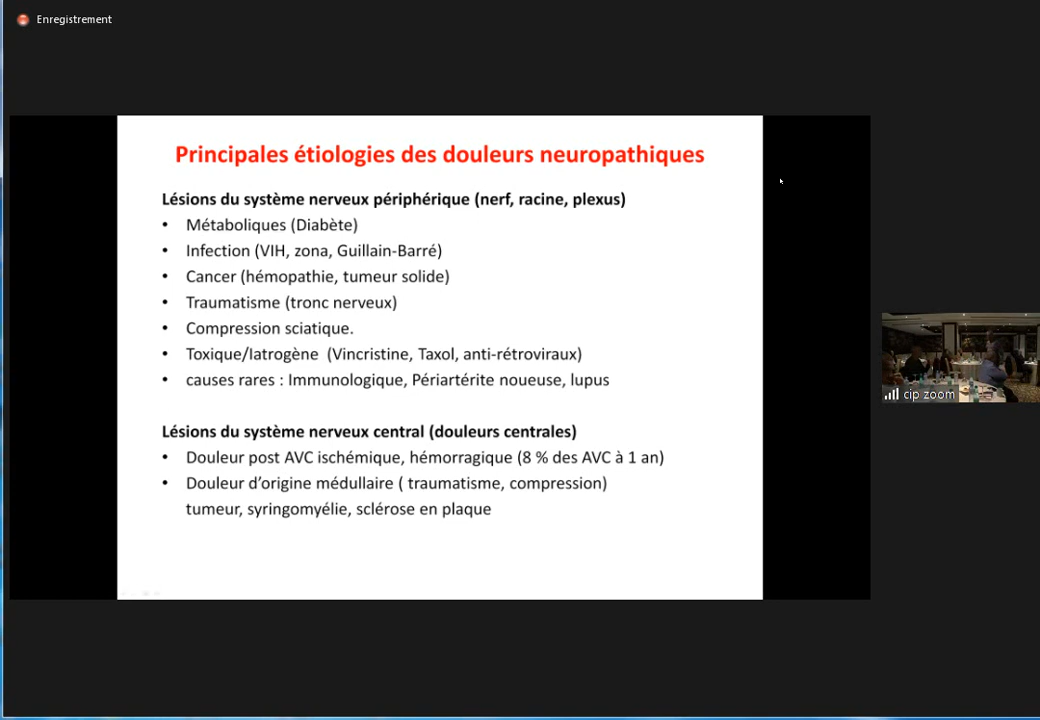 Enregistrement
Principales étiologies des douleurs neuropathiques
Lésions du système nerveux périphérique (nerf, racine, plexus)
• Métaboliques (Diabète)
• Infection (VIH, zona, Guillain-Barré)
• Cancer (hémopathie, tumeur solide)
• Traumatisme (tronc nerveux)
• Compression sciatique.
• Toxique/Iatrogène (Vincristine, Taxol, anti-rétroviraux)
• causes rares : Immunologique, Périartérite noueuse, lupus
Lésions du système nerveux central (douleurs centrales)
• Douleur post AVC ischémique, hémorragique (8 % des AVC à 1 an)
• Douleur d’origine médullaire ( traumatisme, compression)
tumeur, syringomyélie, sclérose en plaque
cip zoom